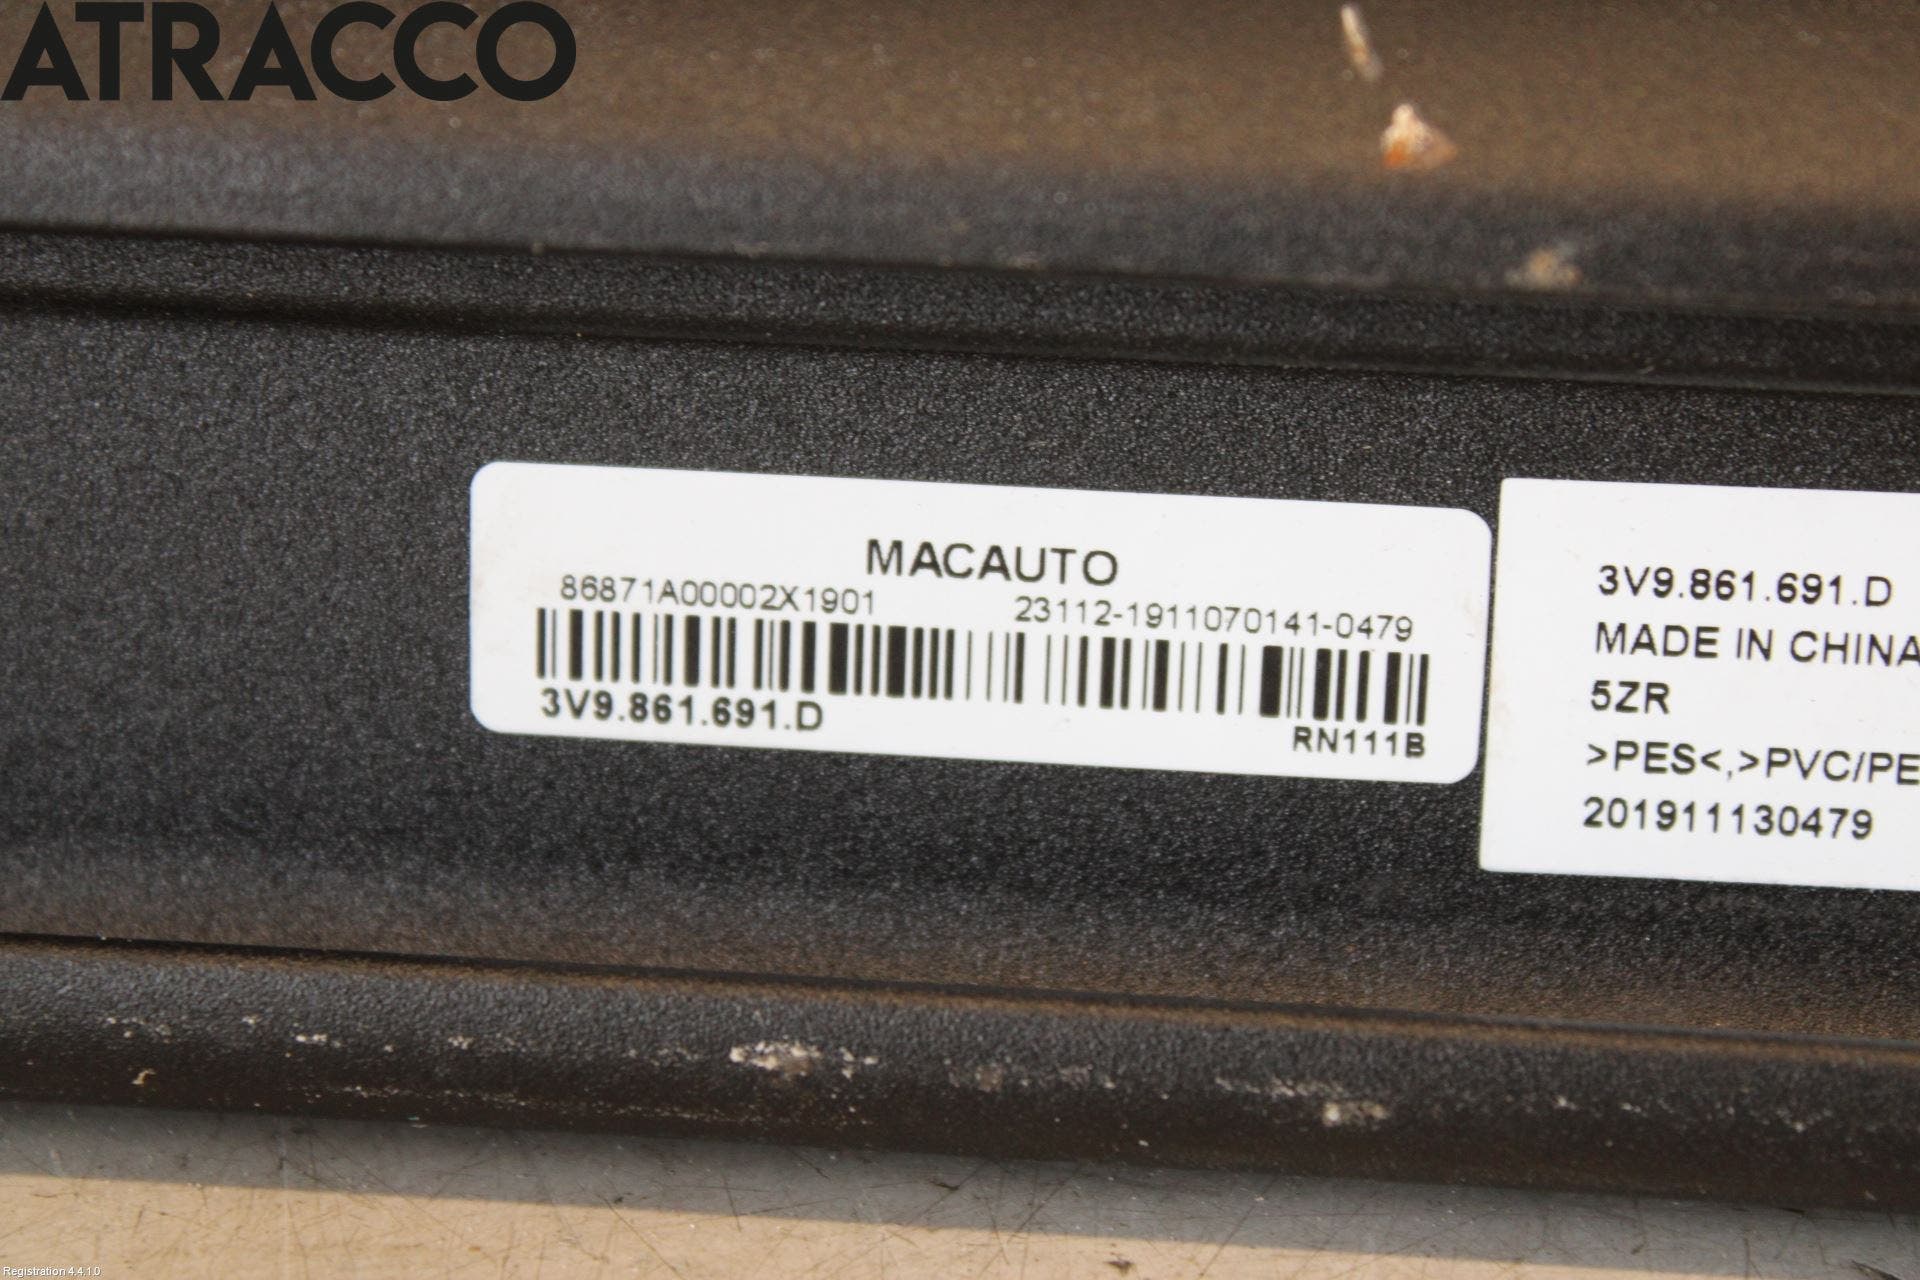 ATRACCO
MACAUTO
86871A00002X1901
23112-1911070141-0479
3V9.861.691.D
RN111B
3V9.861.691.D
MADE IN CHINA
5ZR
>PES<,>PVC/PE
201911130479
Registration 4.4.1.0